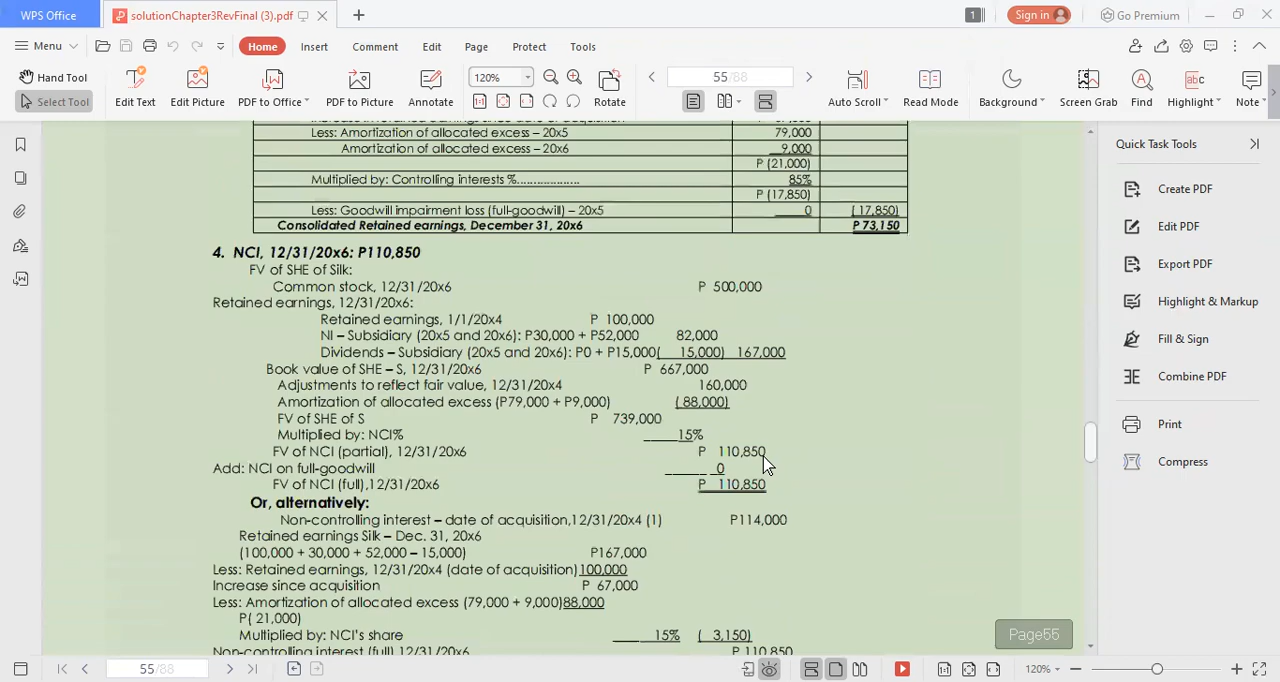 WPS Office
solutionChapter3RevFinal (3).pdf
1
Sign in
Go Premium
Menu
Home
Insert
Comment
Edit
Page
Protect
Tools
Hand Tool
Select Tool
Edit Text
Edit Picture
PDF to Office
PDF to Picture
Annotate
120%
Rotate
55/88
Auto Scroll
Read Mode
Background
Screen Grab
Find
Highlight
Note
Less: Amortization of allocated excess – 20x5 79,000
Amortization of allocated excess – 20x6 9,000
P (21,000)
Multiplied by: Controlling interests %................... 85%
P (17,850)
Less: Goodwill impairment loss (full-goodwill) – 20x5 0 ( 17,850)
Consolidated Retained earnings, December 31, 20x6 P 73,150
4. NCI, 12/31/20x6: P110,850
FV of SHE of Silk:
Common stock, 12/31/20x6 P 500,000
Retained earnings, 12/31/20x6:
Retained earnings, 1/1/20x4 P 100,000
NI – Subsidiary (20x5 and 20x6): P30,000 + P52,000 82,000
Dividends – Subsidiary (20x5 and 20x6): P0 + P15,000( 15,000) 167,000
Book value of SHE – S, 12/31/20x6 P 667,000
Adjustments to reflect fair value, 12/31/20x4 160,000
Amortization of allocated excess (P79,000 + P9,000) ( 88,000)
FV of SHE of S P 739,000
Multiplied by: NCI% 15%
FV of NCI (partial), 12/31/20x6 P 110,850
Add: NCI on full-goodwill 0
FV of NCI (full),12/31/20x6 P 110,850
Or, alternatively:
Non-controlling interest – date of acquisition,12/31/20x4 (1) P114,000
Retained earnings Silk – Dec. 31, 20x6
(100,000 + 30,000 + 52,000 – 15,000) P167,000
Less: Retained earnings, 12/31/20x4 (date of acquisition)100,000
Increase since acquisition P 67,000
Less: Amortization of allocated excess (79,000 + 9,000)88,000
P( 21,000)
Multiplied by: NCI's share 15% ( 3,150)
Non-controlling interest (full) 12/31/20x6 P 110,850
Page55
Quick Task Tools
Create PDF
Edit PDF
Export PDF
Highlight & Markup
Fill & Sign
Combine PDF
Print
Compress
55/88
120%